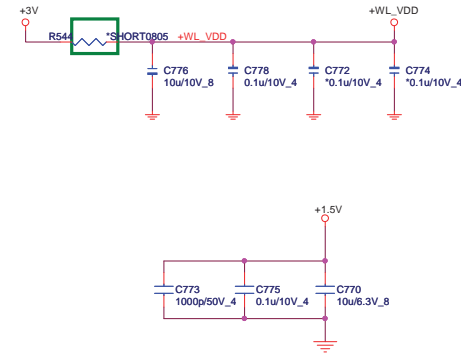 +3V
+WL_VDD
R544 *SHORT0805 +WL_VDD
C776 C778 C772 C774
10u/10V_8 0.1u/10V_4 *0.1u/10V_4 *0.1u/10V_4
+1.5V
C773 C775 C770
1000p/50V_4 0.1u/10V_4 10u/6.3V_8